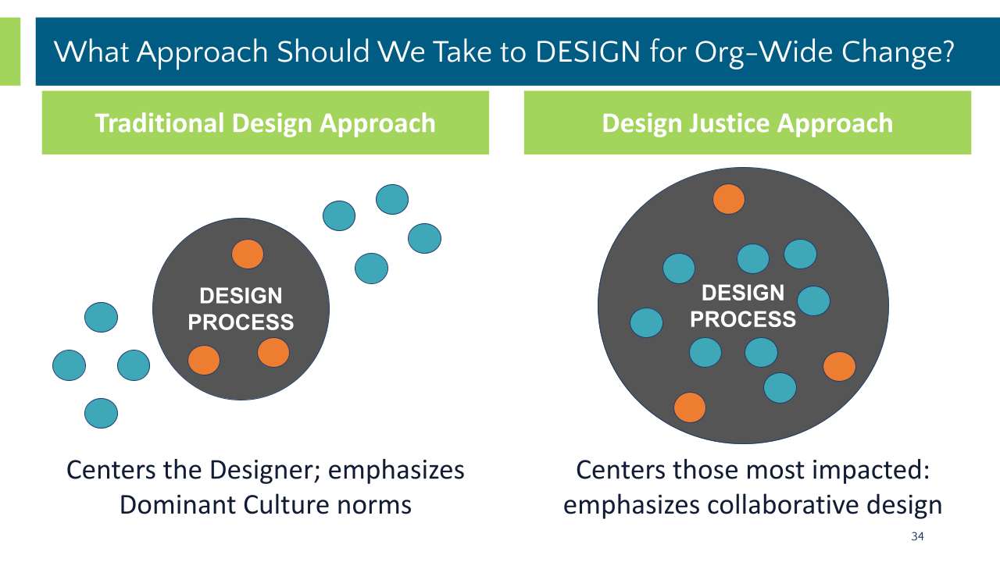 What Approach Should We Take to DESIGN for Org-Wide Change?
Traditional Design Approach
DESIGN
PROCESS
Centers the Designer; emphasizes
Dominant Culture norms
Design Justice Approach
DESIGN
PROCESS
Centers those most impacted:
emphasizes collaborative design
34